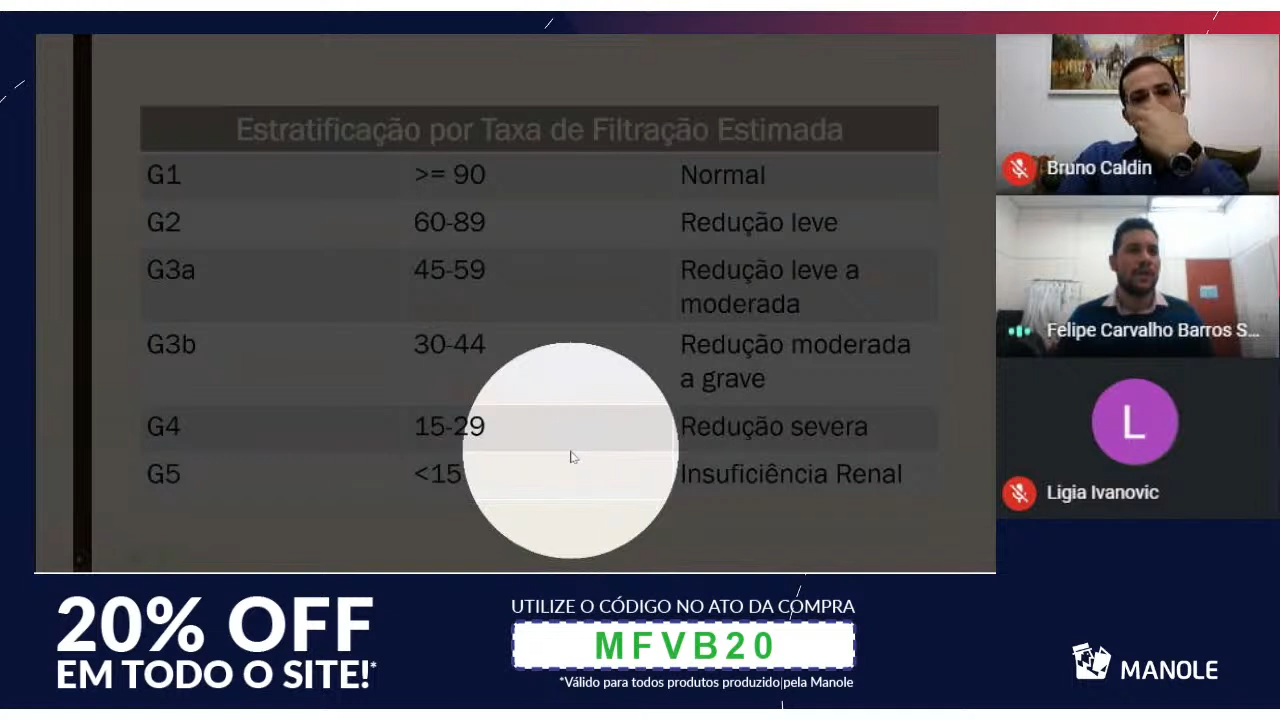 Estratificação por Taxa de Filtração Estimada
G1 >= 90 Normal
G2 60-89 Redução leve
G3a 45-59 Redução leve a
moderada
G3b 30-44 Redução moderada
a grave
G4 15-29 Redução severa
G5 <15 Insuficiência Renal
Bruno Caldin
Felipe Carvalho Barros S...
L
Ligia Ivanovic
20% OFF
EM TODO O SITE!*
UTILIZE O CÓDIGO NO ATO DA COMPRA
MFVB20
*Válido para todos produtos produzido pela Manole
MANOLE